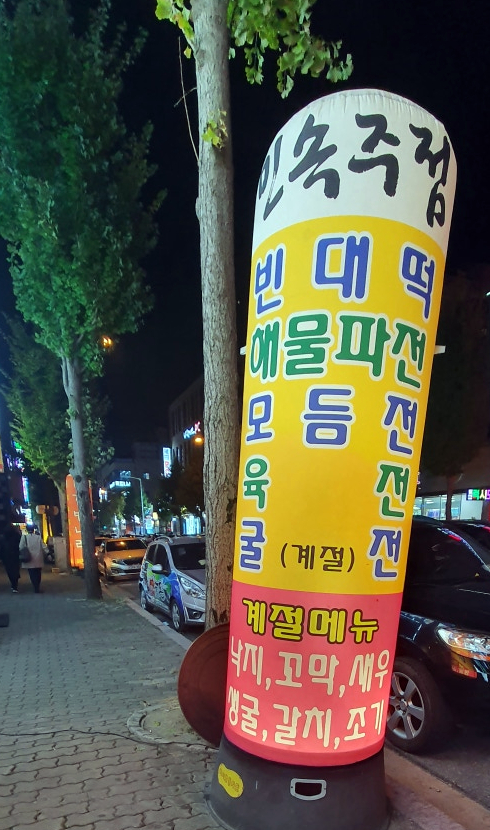 민속주점
빈대떡
해물파전
모듬전
육전
굴(계절)전
계절메뉴
낙지,꼬막,새우
생굴,갈치,조기